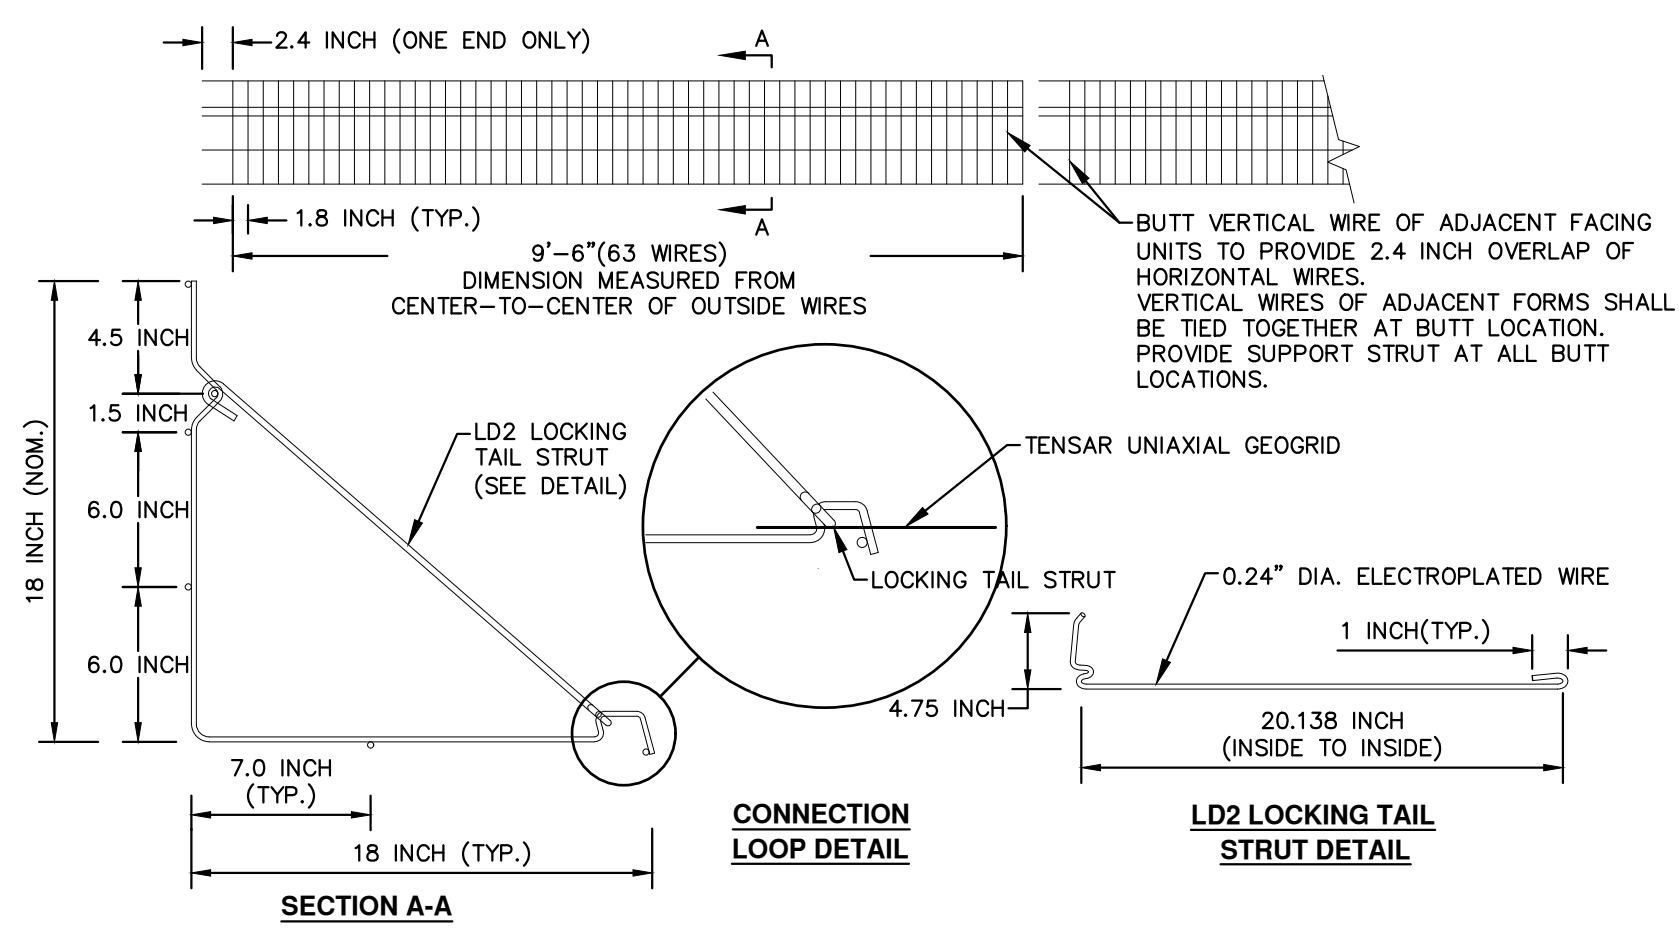 2.4 INCH (ONE END ONLY)
A
1.8 INCH (TYP.)
A
9'-6"(63 WIRES)
DIMENSION MEASURED FROM
CENTER-TO-CENTER OF OUTSIDE WIRES
BUTT VERTICAL WIRE OF ADJACENT FACING
UNITS TO PROVIDE 2.4 INCH OVERLAP OF
HORIZONTAL WIRES.
VERTICAL WIRES OF ADJACENT FORMS SHALL
BE TIED TOGETHER AT BUTT LOCATION.
PROVIDE SUPPORT STRUT AT ALL BUTT
LOCATIONS.
4.5 INCH
1.5 INCH
18 INCH (NOM.)
6.0 INCH
6.0 INCH
LD2 LOCKING
TAIL STRUT
(SEE DETAIL)
7.0 INCH
(TYP.)
18 INCH (TYP.)
SECTION A-A
TENSAR UNIAXIAL GEOGRID
LOCKING TAIL STRUT
CONNECTION
LOOP DETAIL
0.24" DIA. ELECTROPLATED WIRE
1 INCH(TYP.)
4.75 INCH
20.138 INCH
(INSIDE TO INSIDE)
LD2 LOCKING TAIL
STRUT DETAIL